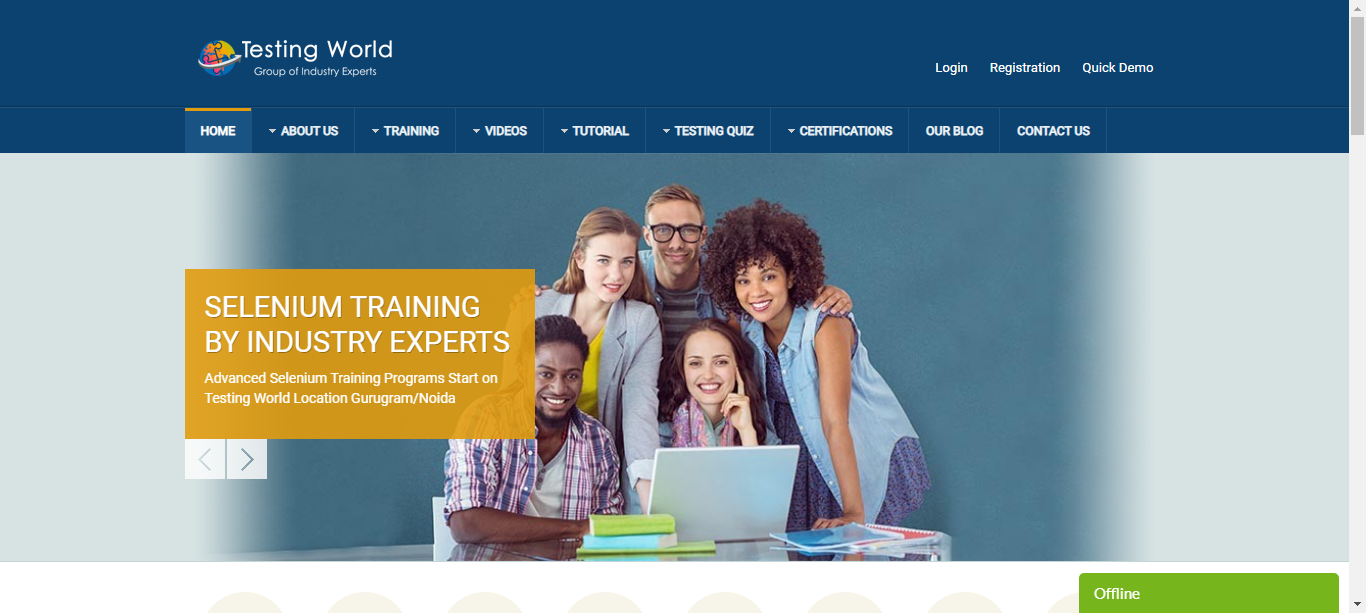 Testing World
Group of Industry Experts
Login Registration Quick Demo
HOME ABOUT US TRAINING VIDEOS TUTORIAL TESTING QUIZ CERTIFICATIONS OUR BLOG CONTACT US
SELENIUM TRAINING
BY INDUSTRY EXPERTS
Advanced Selenium Training Programs Start on
Testing World Location Gurugram/Noida
Offline